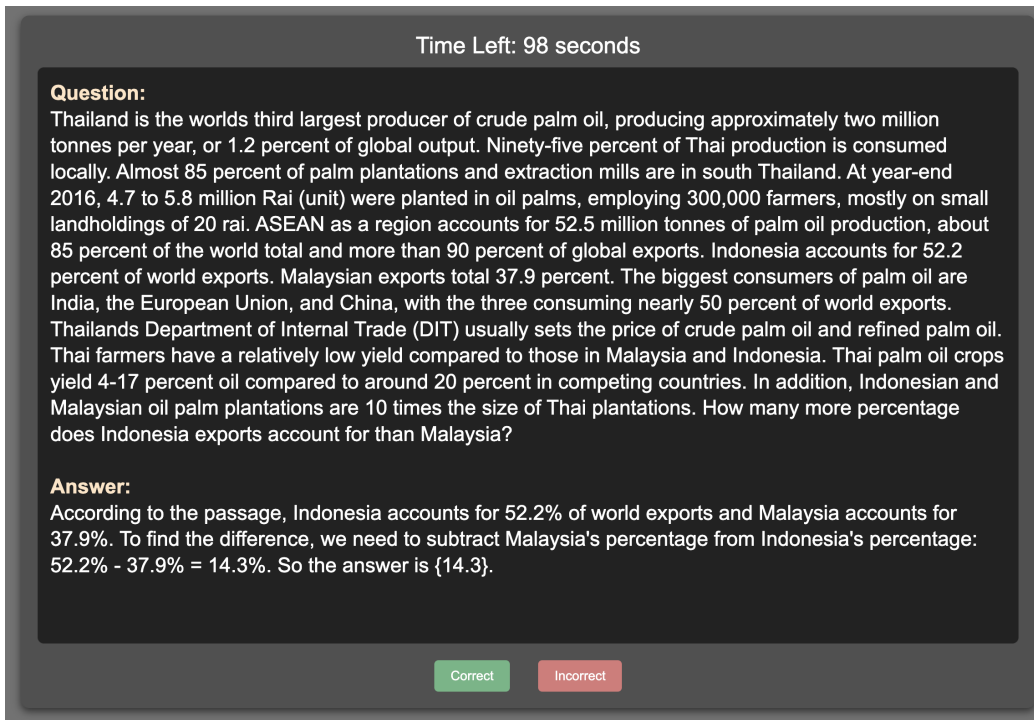 Time Left: 98 seconds
Question:
Thailand is the worlds third largest producer of crude palm oil, producing approximately two million
tonnes per year, or 1.2 percent of global output. Ninety-five percent of Thai production is consumed
locally. Almost 85 percent of palm plantations and extraction mills are in south Thailand. At year-end
2016, 4.7 to 5.8 million Rai (unit) were planted in oil palms, employing 300,000 farmers, mostly on small
landholdings of 20 rai. ASEAN as a region accounts for 52.5 million tonnes of palm oil production, about
85 percent of the world total and more than 90 percent of global exports. Indonesia accounts for 52.2
percent of world exports. Malaysian exports total 37.9 percent. The biggest consumers of palm oil are
India, the European Union, and China, with the three consuming nearly 50 percent of world exports.
Thailands Department of Internal Trade (DIT) usually sets the price of crude palm oil and refined palm oil.
Thai farmers have a relatively low yield compared to those in Malaysia and Indonesia. Thai palm oil crops
yield 4-17 percent oil compared to around 20 percent in competing countries. In addition, Indonesian and
Malaysian oil palm plantations are 10 times the size of Thai plantations. How many more percentage
does Indonesia exports account for than Malaysia?
Answer:
According to the passage, Indonesia accounts for 52.2% of world exports and Malaysia accounts for
37.9%. To find the difference, we need to subtract Malaysia's percentage from Indonesia's percentage:
52.2% - 37.9% = 14.3%. So the answer is {14.3}.
Correct Incorrect